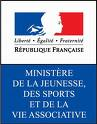 Liberté • Égalité • Fraternité
RÉPUBLIQUE FRANÇAISE
MINISTÈRE
DE LA JEUNESSE,
DES SPORTS
ET DE LA
VIE ASSOCIATIVE